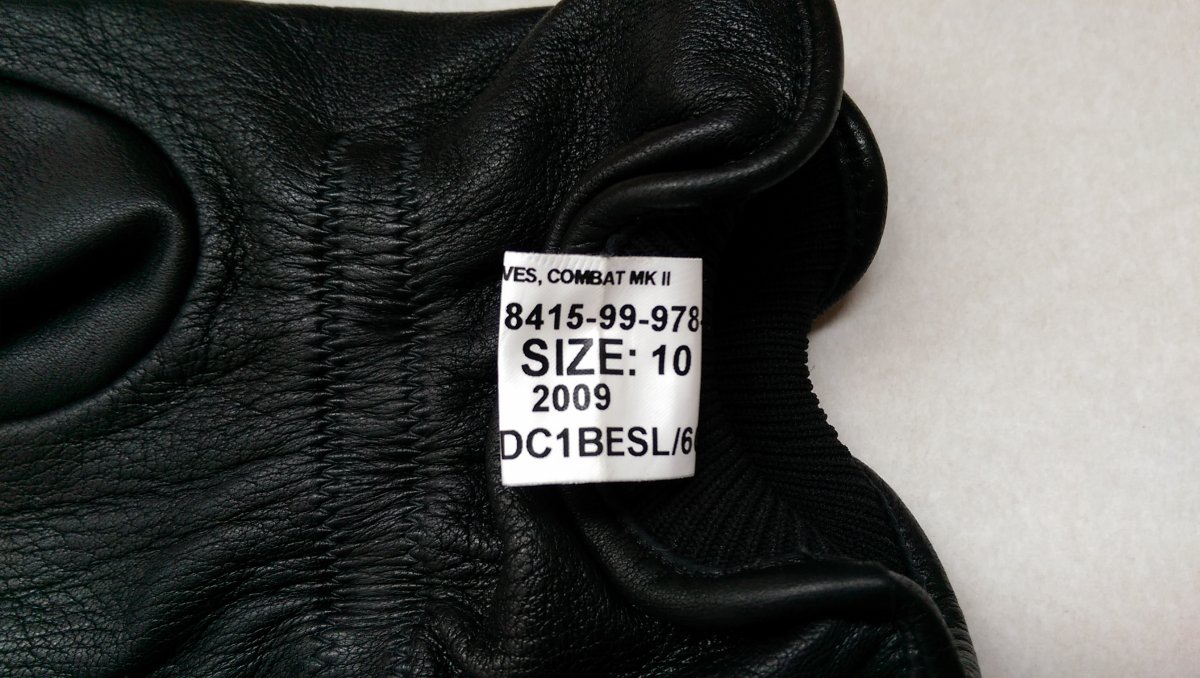 VES, COMBAT MK II
8415-99-978-
SIZE: 10
2009
DC1BESL/6